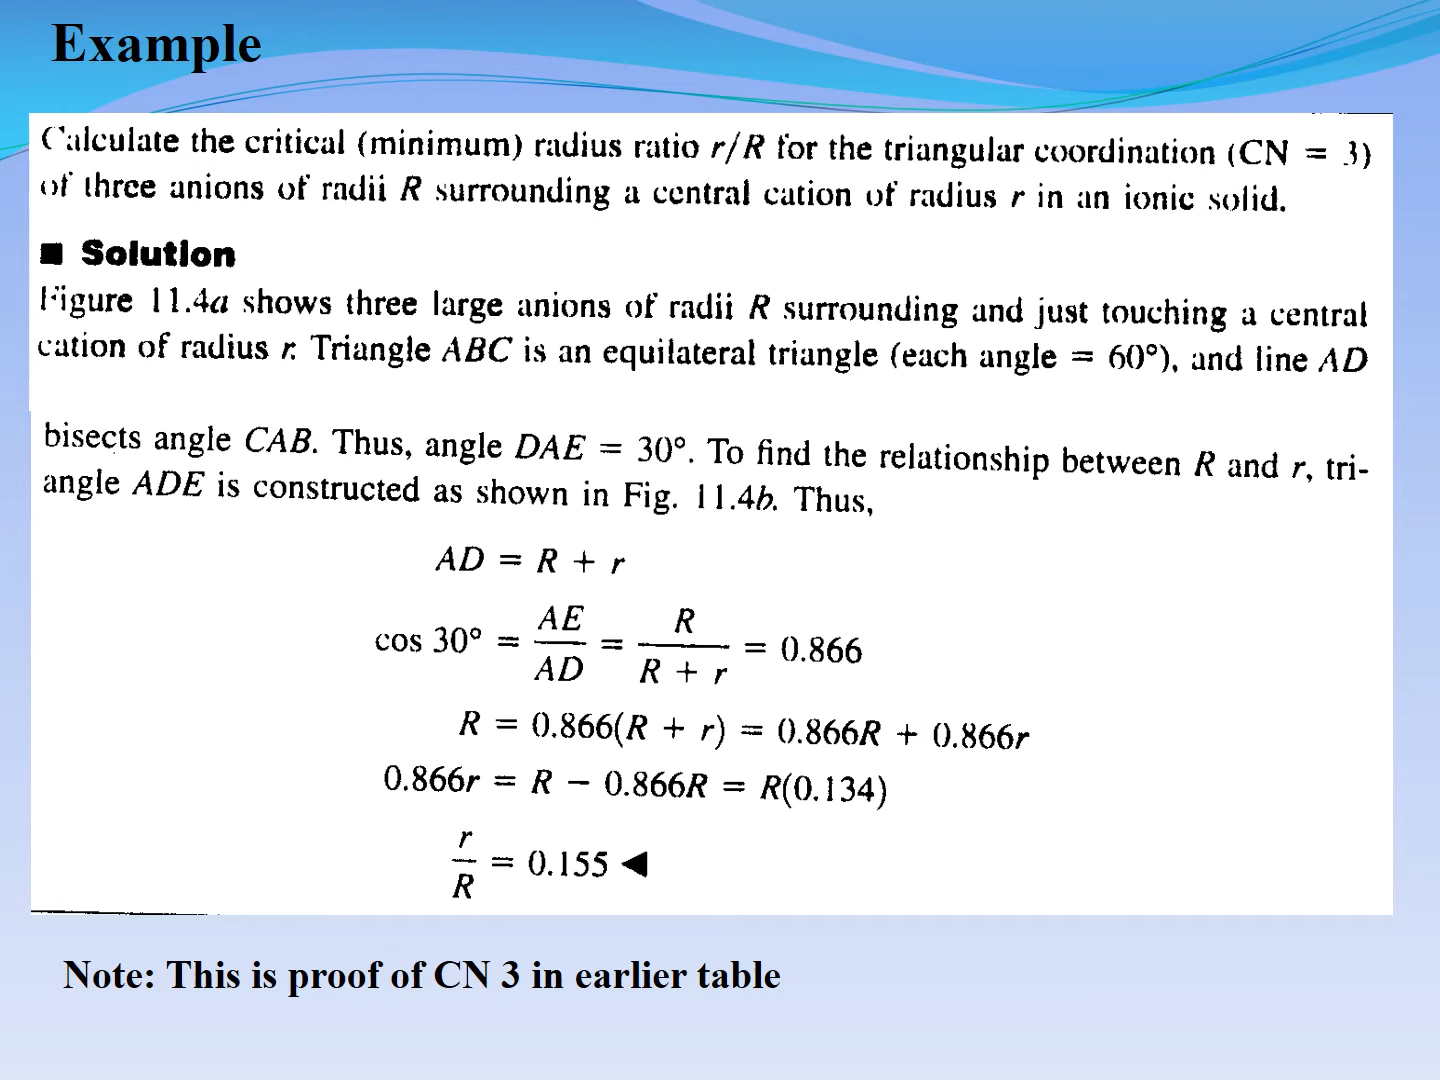 Example
Calculate the critical (minimum) radius ratio r/R for the triangular coordination (CN = 3)
of three anions of radii R surrounding a central cation of radius r in an ionic solid.
■ Solution
Figure 11.4a shows three large anions of radii R surrounding and just touching a central
cation of radius r. Triangle ABC is an equilateral triangle (each angle = 60°), and line AD
bisects angle CAB. Thus, angle DAE = 30°. To find the relationship between R and r, tri-
angle ADE is constructed as shown in Fig. 11.4b. Thus,
AD = R + r
cos 30° = AE/AD = R/(R + r) = 0.866
R = 0.866(R + r) = 0.866R + 0.866r
0.866r = R − 0.866R = R(0.134)
r/R = 0.155 ◄
Note: This is proof of CN 3 in earlier table